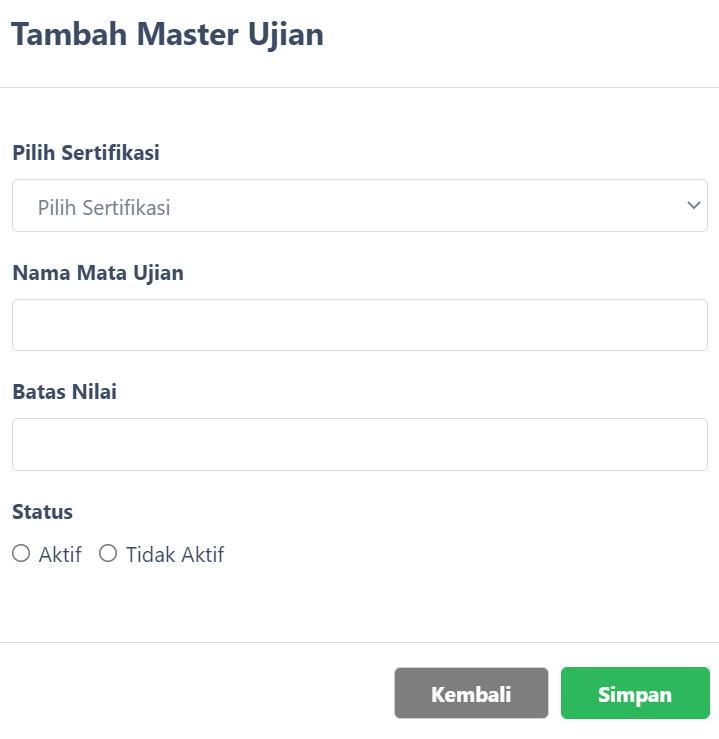 Tambah Master Ujian
Pilih Sertifikasi
Pilih Sertifikasi
Nama Mata Ujian
Batas Nilai
Status
Aktif Tidak Aktif
Kembali Simpan